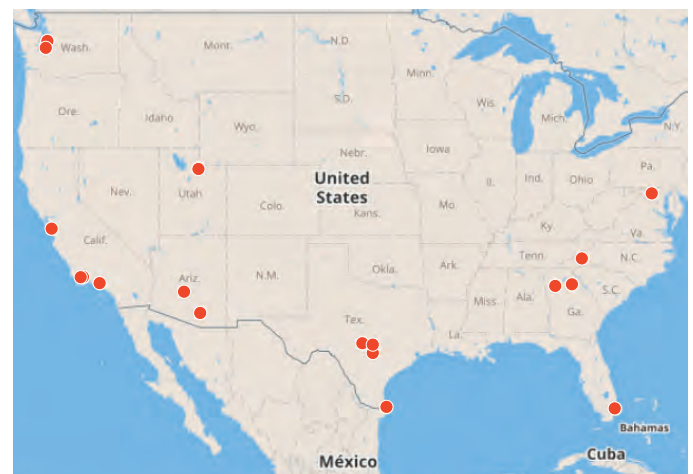 Wash.
Mont.
N.D.
Minn.
Ore.
Idaho
S.D.
Wis.
Mich.
N.Y.
Wyo.
Nebr.
Iowa
Pa.
Nev.
Utah
United
States
Colo.
Kans.
Mo.
Il.
Ind.
Ohio
Ky.
Va.
Calif.
Ariz.
N.M.
Okla.
Ark.
Tenn.
N.C.
S.C.
Miss.
Ala.
Ga.
Tex.
La.
Bahamas
México
Cuba